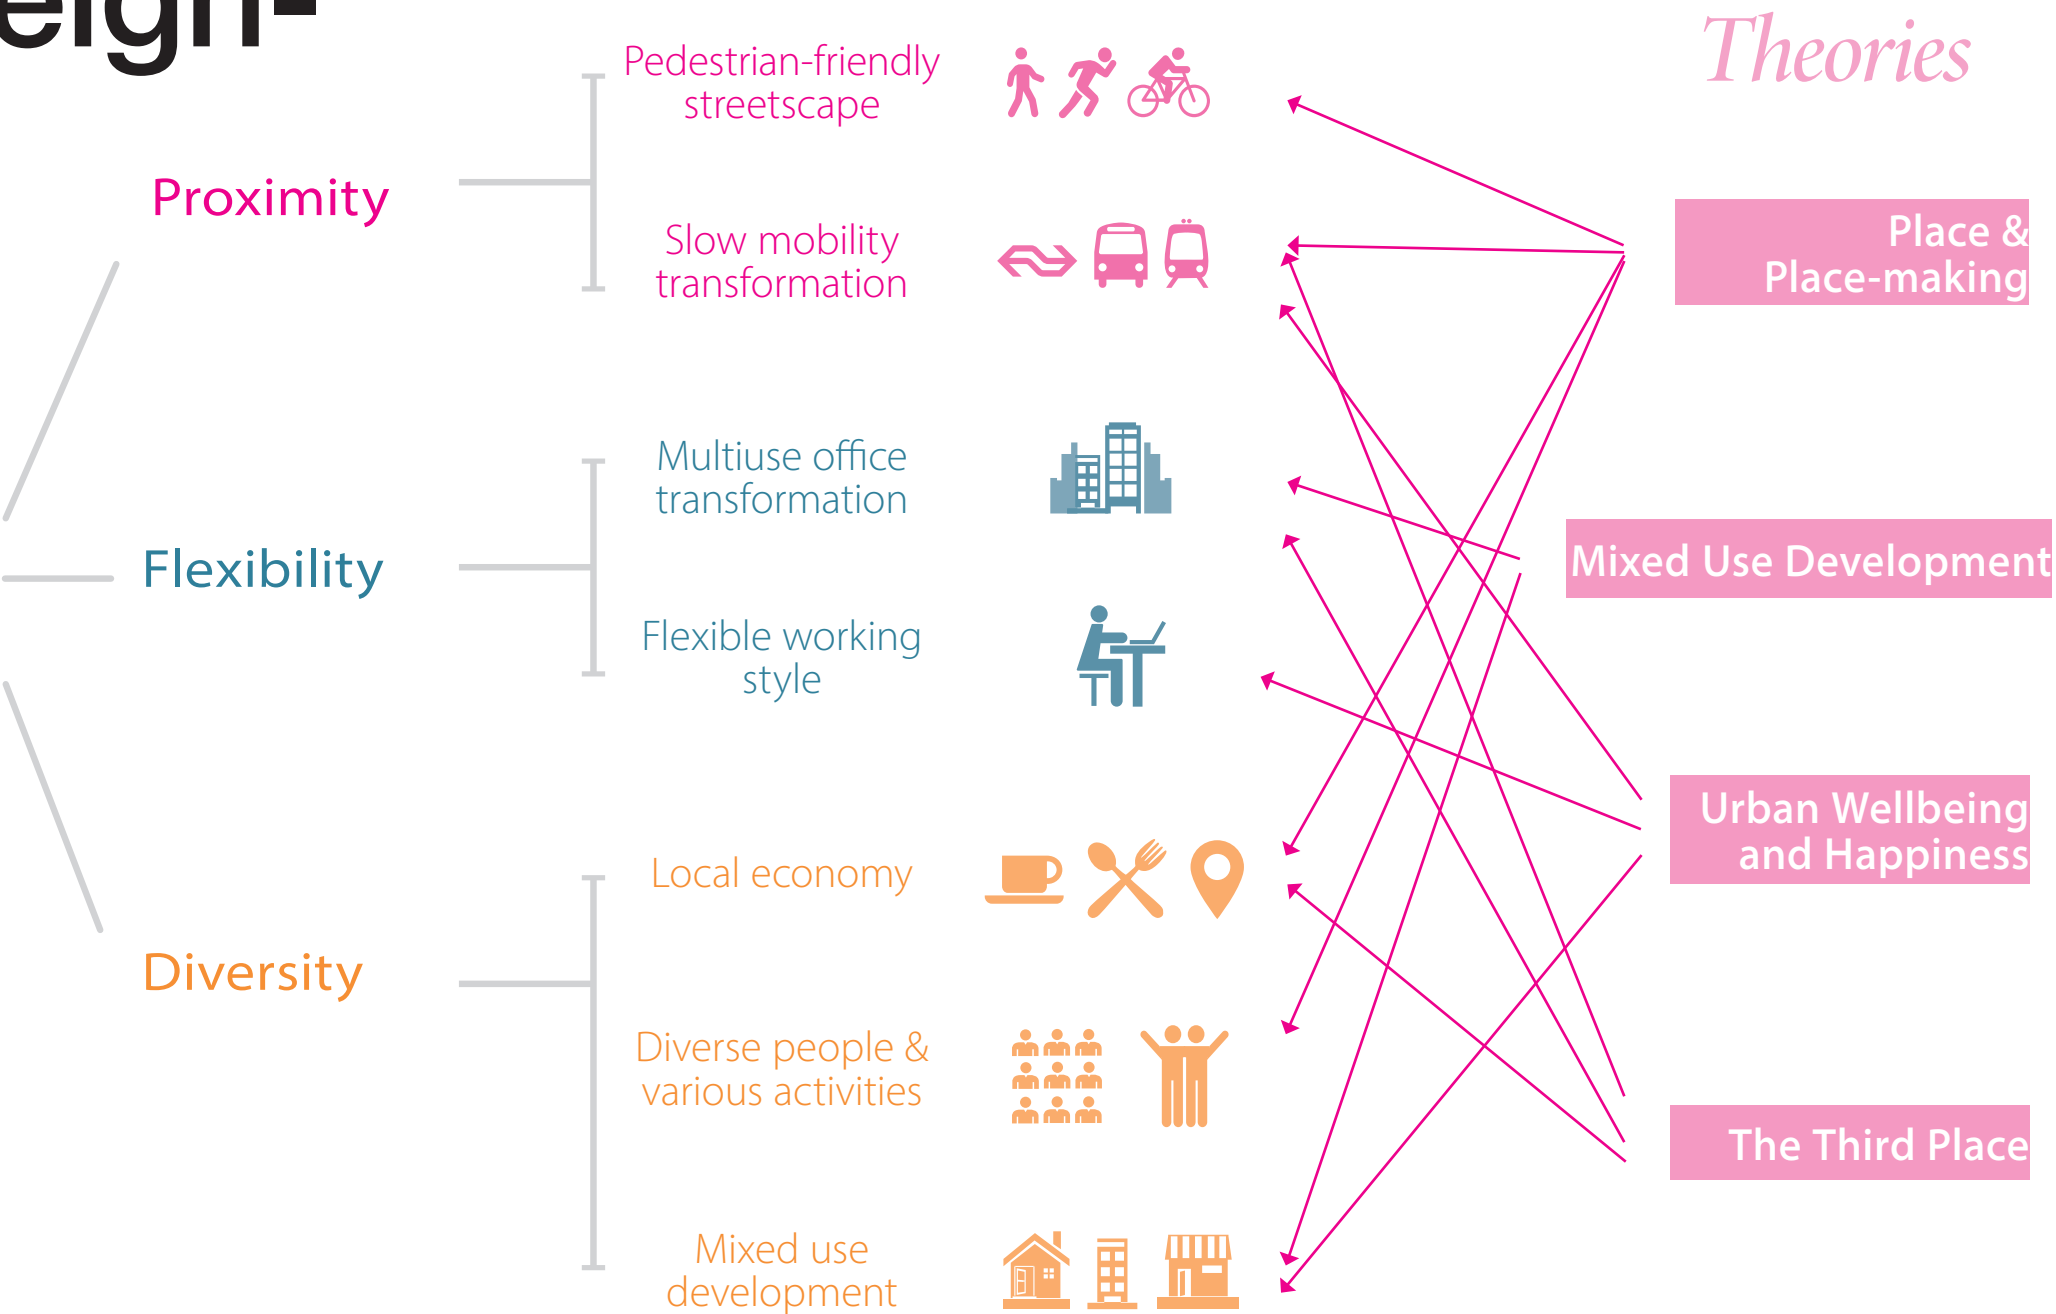 eign-
Theories
Proximity
Pedestrian-friendly
streetscape
Slow mobility
transformation
Flexibility
Multiuse office
transformation
Flexible working
style
Diversity
Local economy
Diverse people &
various activities
Mixed use
development
Place &
Place-making
Mixed Use Development
Urban Wellbeing
and Happiness
The Third Place